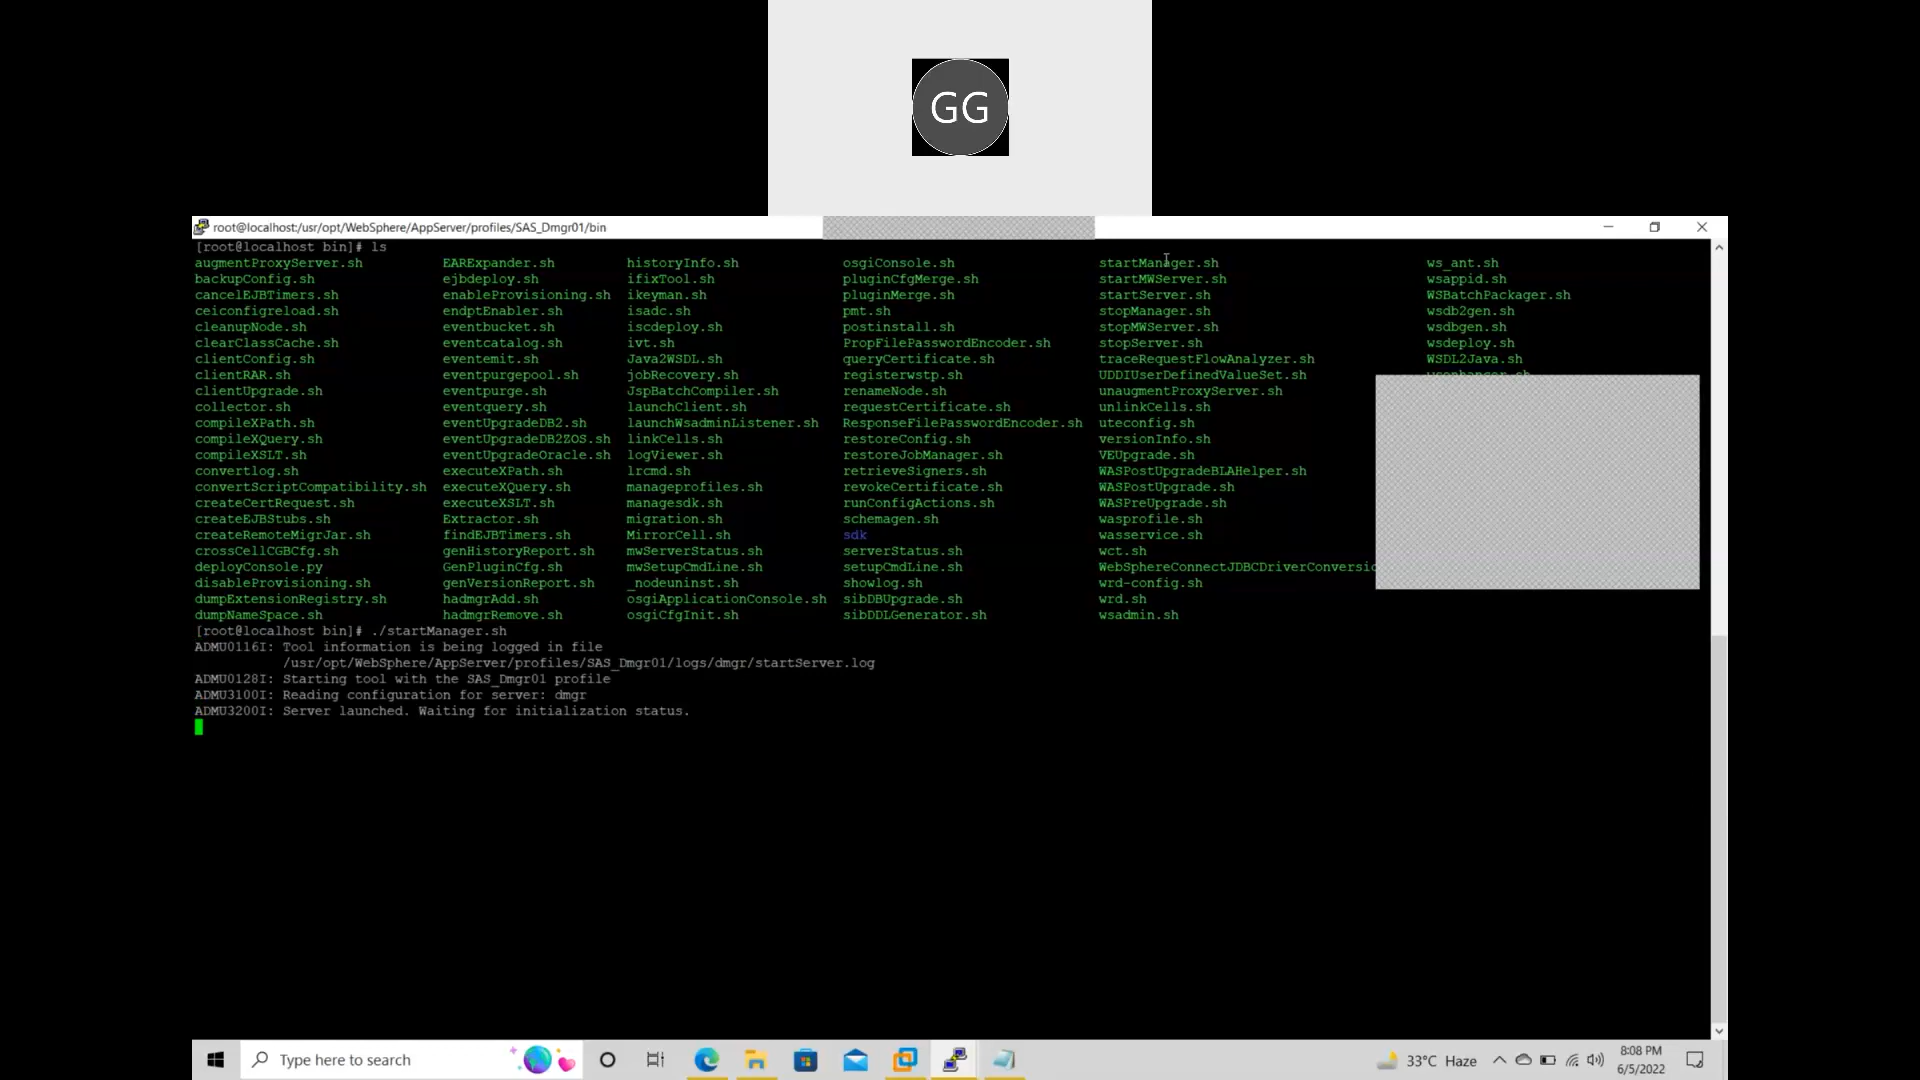 GG
root@localhost:/usr/opt/WebSphere/AppServer/profiles/SAS_Dmgr01/bin
[root@localhost bin]# ls
augmentProxyServer.sh EARExpander.sh historyInfo.sh osgiConsole.sh startManager.sh ws_ant.sh
backupConfig.sh ejbdeploy.sh ifixTool.sh pluginCfgMerge.sh startMWServer.sh wsappid.sh
cancelEJBTimers.sh enableProvisioning.sh ikeyman.sh pluginMerge.sh startServer.sh WSBatchPackager.sh
ceiconfigreload.sh endptEnabler.sh isadc.sh pmt.sh stopManager.sh wsdb2gen.sh
cleanupNode.sh eventbucket.sh iscdeploy.sh postinstall.sh stopMWServer.sh wsdbgen.sh
clearClassCache.sh eventcatalog.sh ivt.sh PropFilePasswordEncoder.sh stopServer.sh wsdeploy.sh
clientConfig.sh eventemit.sh Java2WSDL.sh queryCertificate.sh traceRequestFlowAnalyzer.sh WSDL2Java.sh
clientRAR.sh eventpurgepool.sh jobRecovery.sh registerwstp.sh UDDIUserDefinedValueSet.sh
clientUpgrade.sh eventpurge.sh JspBatchCompiler.sh renameNode.sh unaugmentProxyServer.sh
collector.sh eventquery.sh launchClient.sh requestCertificate.sh unlinkCells.sh
compileXPath.sh eventUpgradeDB2.sh launchWsadminListener.sh ResponseFilePasswordEncoder.sh uteconfig.sh
compileXQuery.sh eventUpgradeDB2ZOS.sh linkCells.sh restoreConfig.sh versionInfo.sh
compileXSLT.sh eventUpgradeOracle.sh logViewer.sh restoreJobManager.sh VEUpgrade.sh
convertlog.sh executeXPath.sh lrcmd.sh retrieveSigners.sh WASPostUpgradeBLAHelper.sh
convertScriptCompatibility.sh executeXQuery.sh manageprofiles.sh revokeCertificate.sh WASPostUpgrade.sh
createCertRequest.sh executeXSLT.sh managesdk.sh runConfigActions.sh WASPreUpgrade.sh
createEJBStubs.sh Extractor.sh migration.sh schemagen.sh wasprofile.sh
createRemoteMigrJar.sh findEJBTimers.sh MirrorCell.sh sdk wasservice.sh
crossCellCGBCfg.sh genHistoryReport.sh mwServerStatus.sh serverStatus.sh wct.sh
deployConsole.py GenPluginCfg.sh mwSetupCmdLine.sh setupCmdLine.sh WebSphereConnectJDBCDriverConversio
disableProvisioning.sh genVersionReport.sh _nodeuninst.sh showlog.sh wrd-config.sh
dumpExtensionRegistry.sh hadmgrAdd.sh osgiApplicationConsole.sh sibDBUpgrade.sh wrd.sh
dumpNameSpace.sh hadmgrRemove.sh osgiCfgInit.sh sibDDLGenerator.sh wsadmin.sh
[root@localhost bin]# ./startManager.sh
ADMU0116I: Tool information is being logged in file
/usr/opt/WebSphere/AppServer/profiles/SAS_Dmgr01/logs/dmgr/startServer.log
ADMU0128I: Starting tool with the SAS_Dmgr01 profile
ADMU3100I: Reading configuration for server: dmgr
ADMU3200I: Server launched. Waiting for initialization status.
Type here to search
33°C Haze
8:08 PM
6/5/2022